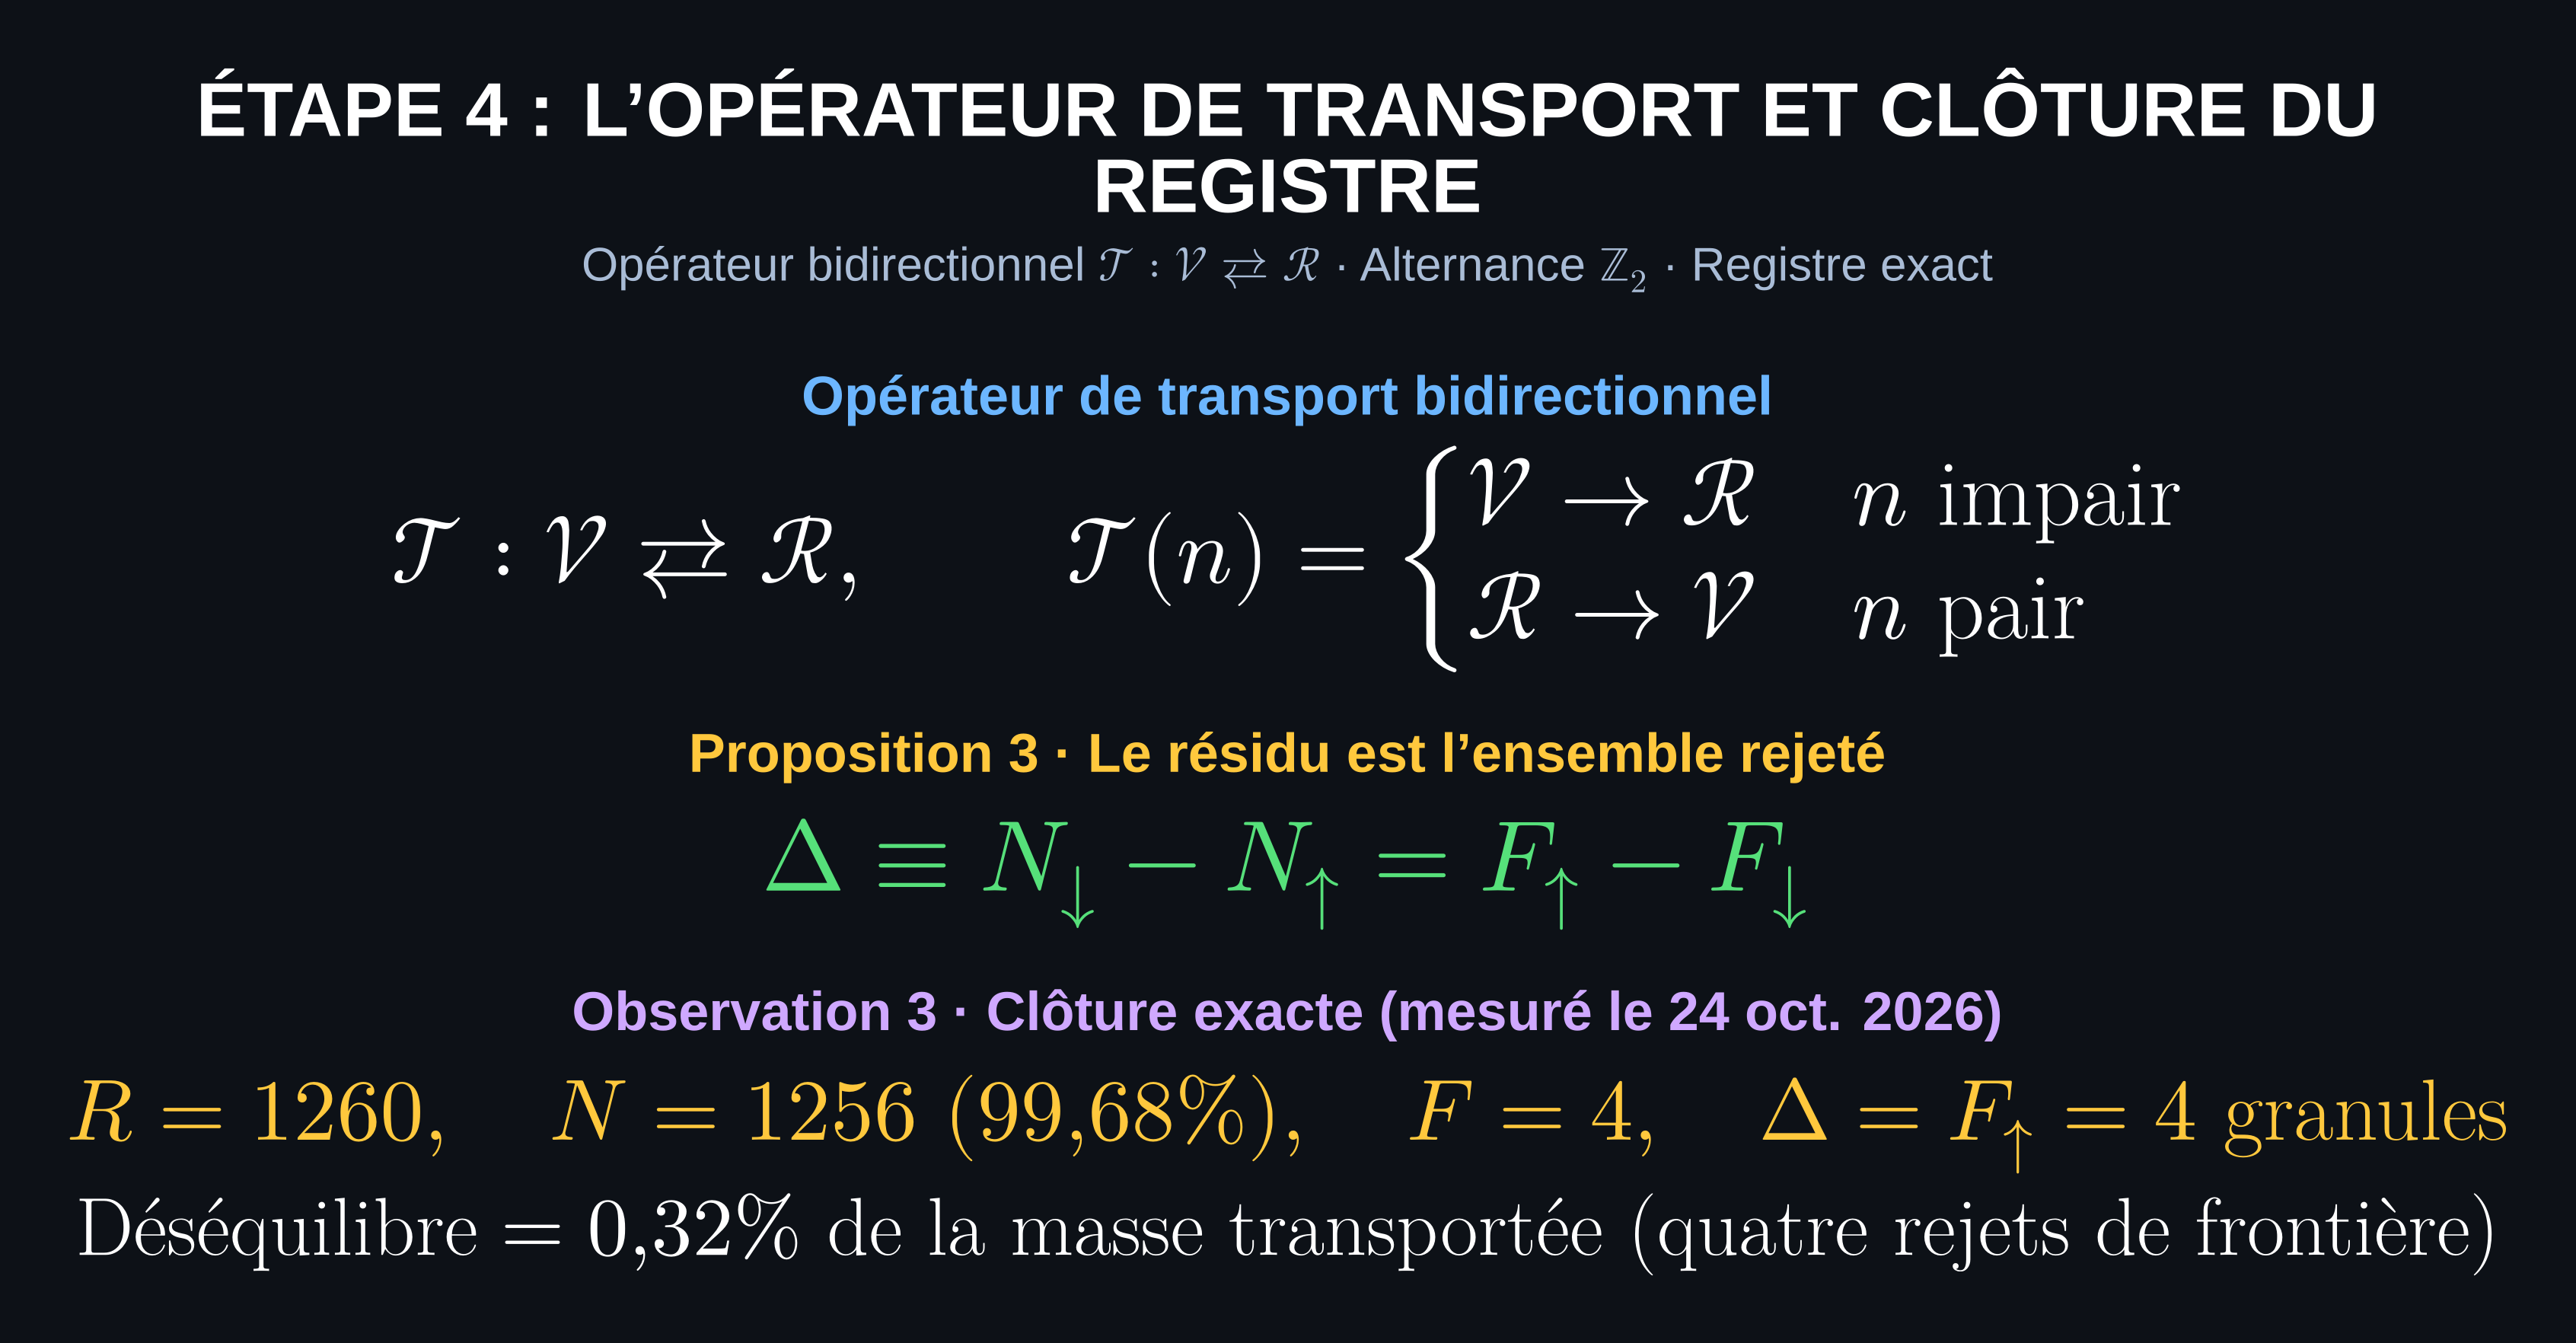 ÉTAPE 4 : L’OPÉRATEUR DE TRANSPORT ET CLÔTURE DU
REGISTRE
Opérateur bidirectionnel 𝒯 : 𝒱 ⇄ ℛ · Alternance ℤ₂ · Registre exact
Opérateur de transport bidirectionnel
𝒯 : 𝒱 ⇄ ℛ, 𝒯(n) = { 𝒱 → ℛ n impair
ℛ → 𝒱 n pair
Proposition 3 · Le résidu est l’ensemble rejeté
Δ ≡ N↓ − N↑ = F↑ − F↓
Observation 3 · Clôture exacte (mesuré le 24 oct. 2026)
R = 1260, N = 1256 (99,68%), F = 4, Δ = F↑ = 4 granules
Déséquilibre = 0,32% de la masse transportée (quatre rejets de frontière)